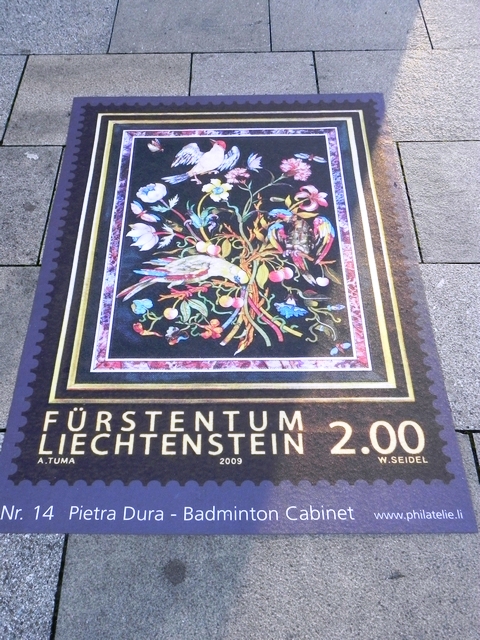 FÜRSTENTUM
LIECHTENSTEIN 2.00
A.TUMA 2009 W.SEIDEL
Nr. 14 Pietra Dura - Badminton Cabinet www.philatelie.li